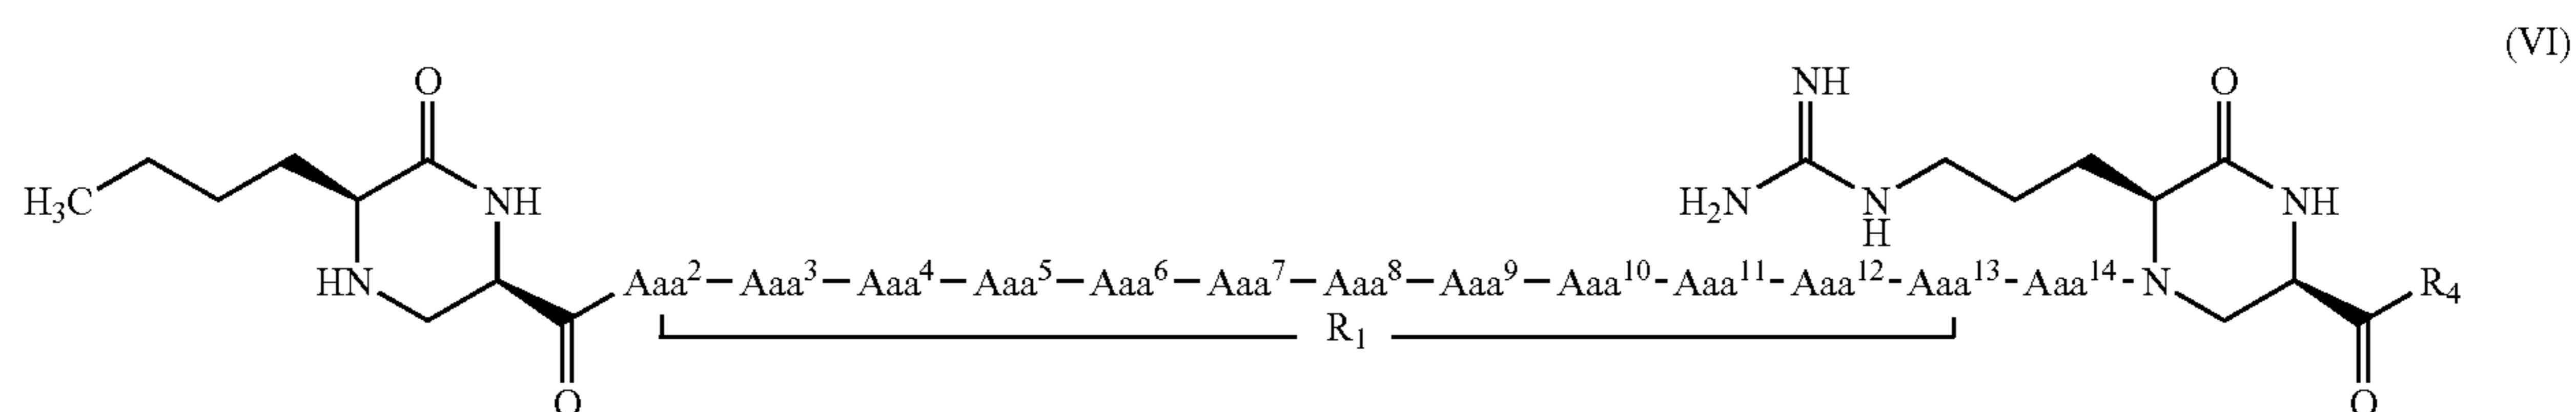 (VI)
O NH O
H₃C NH H₂N N H NH
HN Aaa²–Aaa³–Aaa⁴–Aaa⁵–Aaa⁶–Aaa⁷–Aaa⁸–Aaa⁹–Aaa¹⁰-Aaa¹¹-Aaa¹²-Aaa¹³-Aaa¹⁴-N R₄
R₁
O O